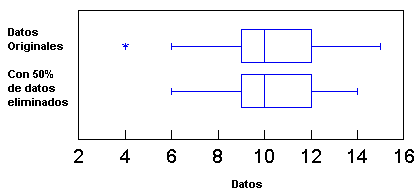 Datos
Originales
Con 50%
de datos
eliminados
2 4 6 8 10 12 14 16
Datos